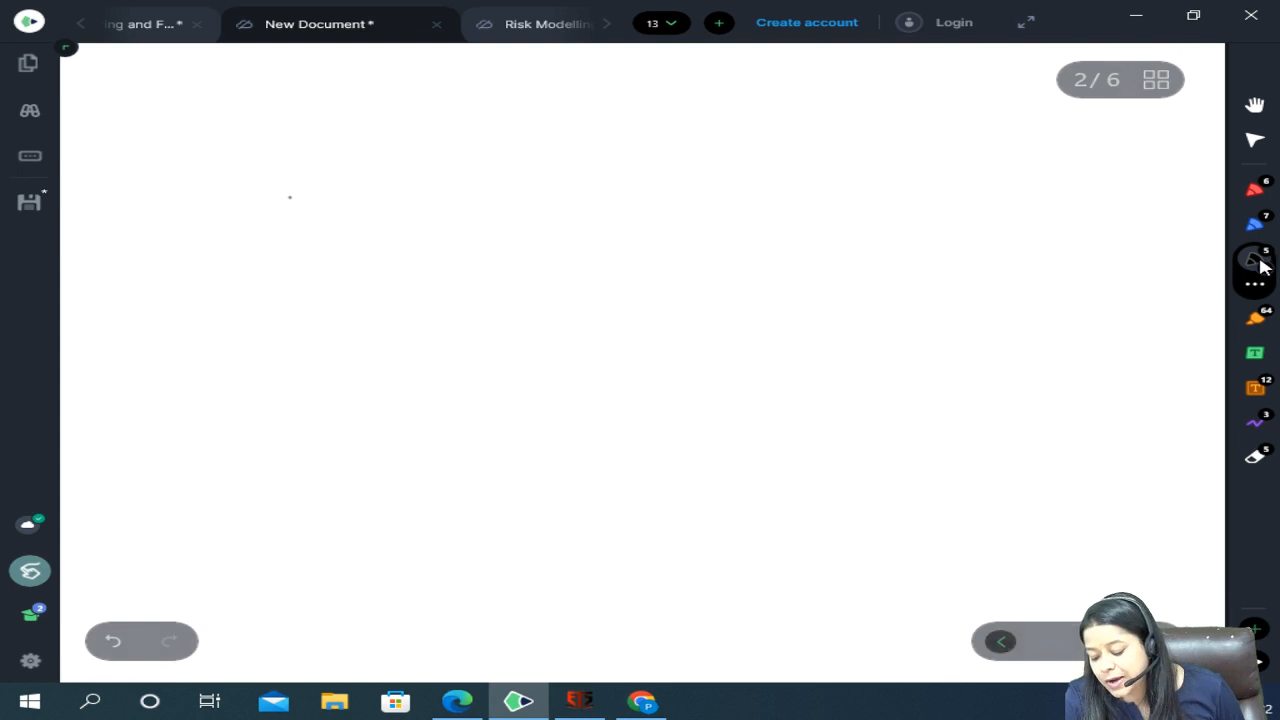 ing and F... *
New Document *
Risk Modellin
13
Create account
Login
2 / 6
6
7
5
64
T
T
12
3
5
2